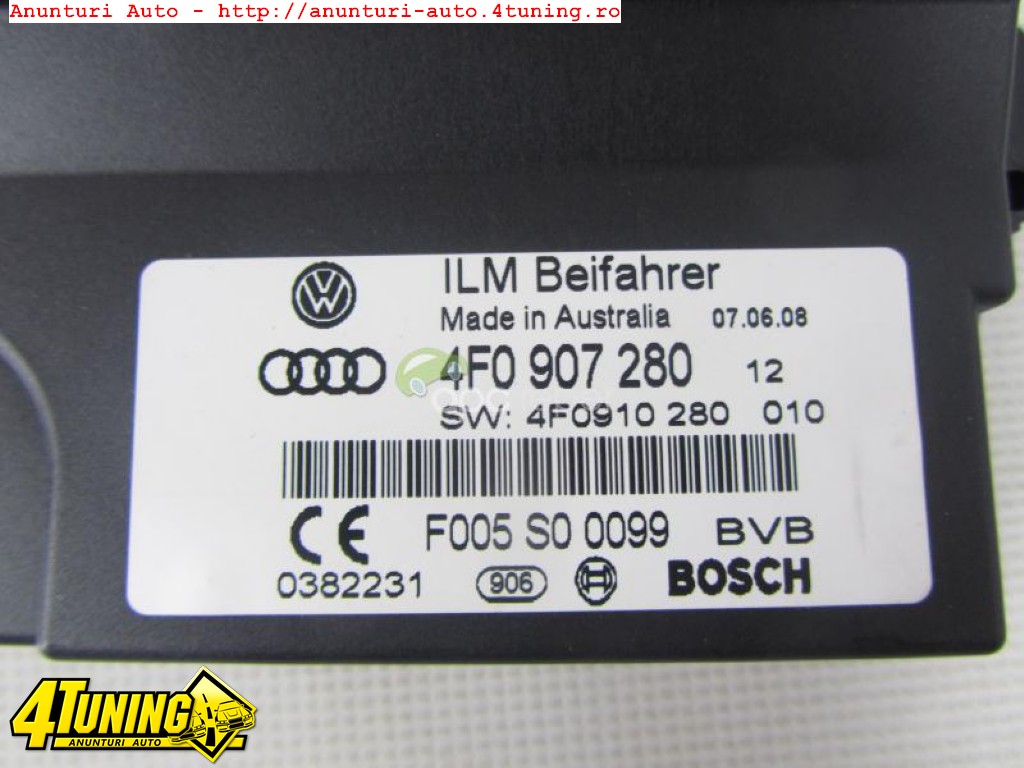 Anunturi Auto - http://anunturi-auto.4tuning.ro
ILM Beifahrer
Made in Australia 07.06.08
4F0 907 280 12
SW: 4F0910 280 010
CE F005 S0 0099 BVB
0382231 906 BOSCH
4TUNING
ANUNTURI AUTO